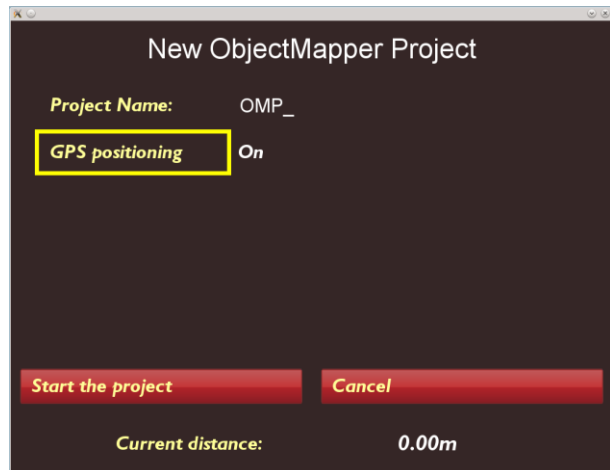 New ObjectMapper Project
Project Name: OMP_
GPS positioning On
Start the project Cancel
Current distance: 0.00m